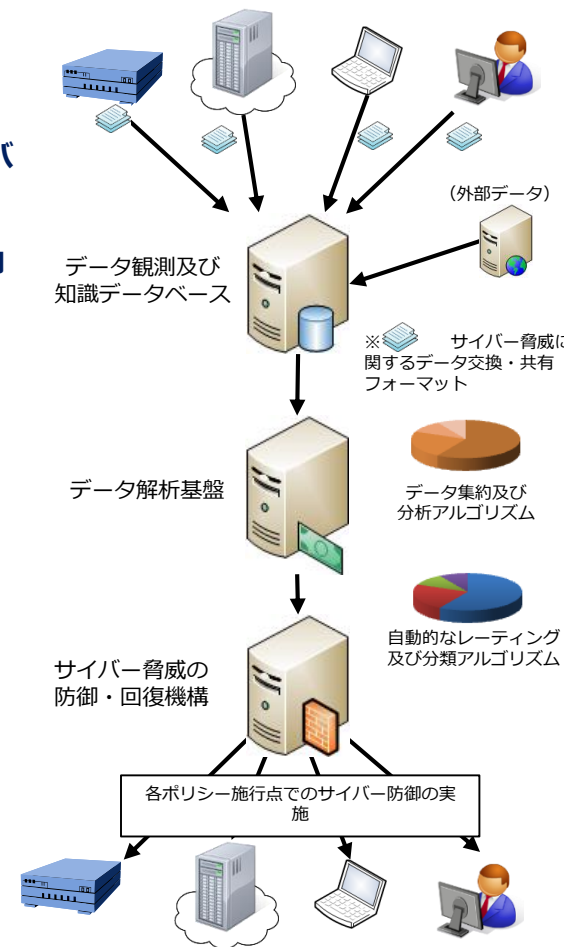 バ
（外部データ）
データ観測及び
知識データベース
※ サイバー脅威に
関するデータ交換・共有
フォーマット
データ解析基盤
データ集約及び
分析アルゴリズム
自動的なレーティング
及び分類アルゴリズム
サイバー脅威の
防御・回復機構
各ポリシー施行点でのサイバー防御の実
施